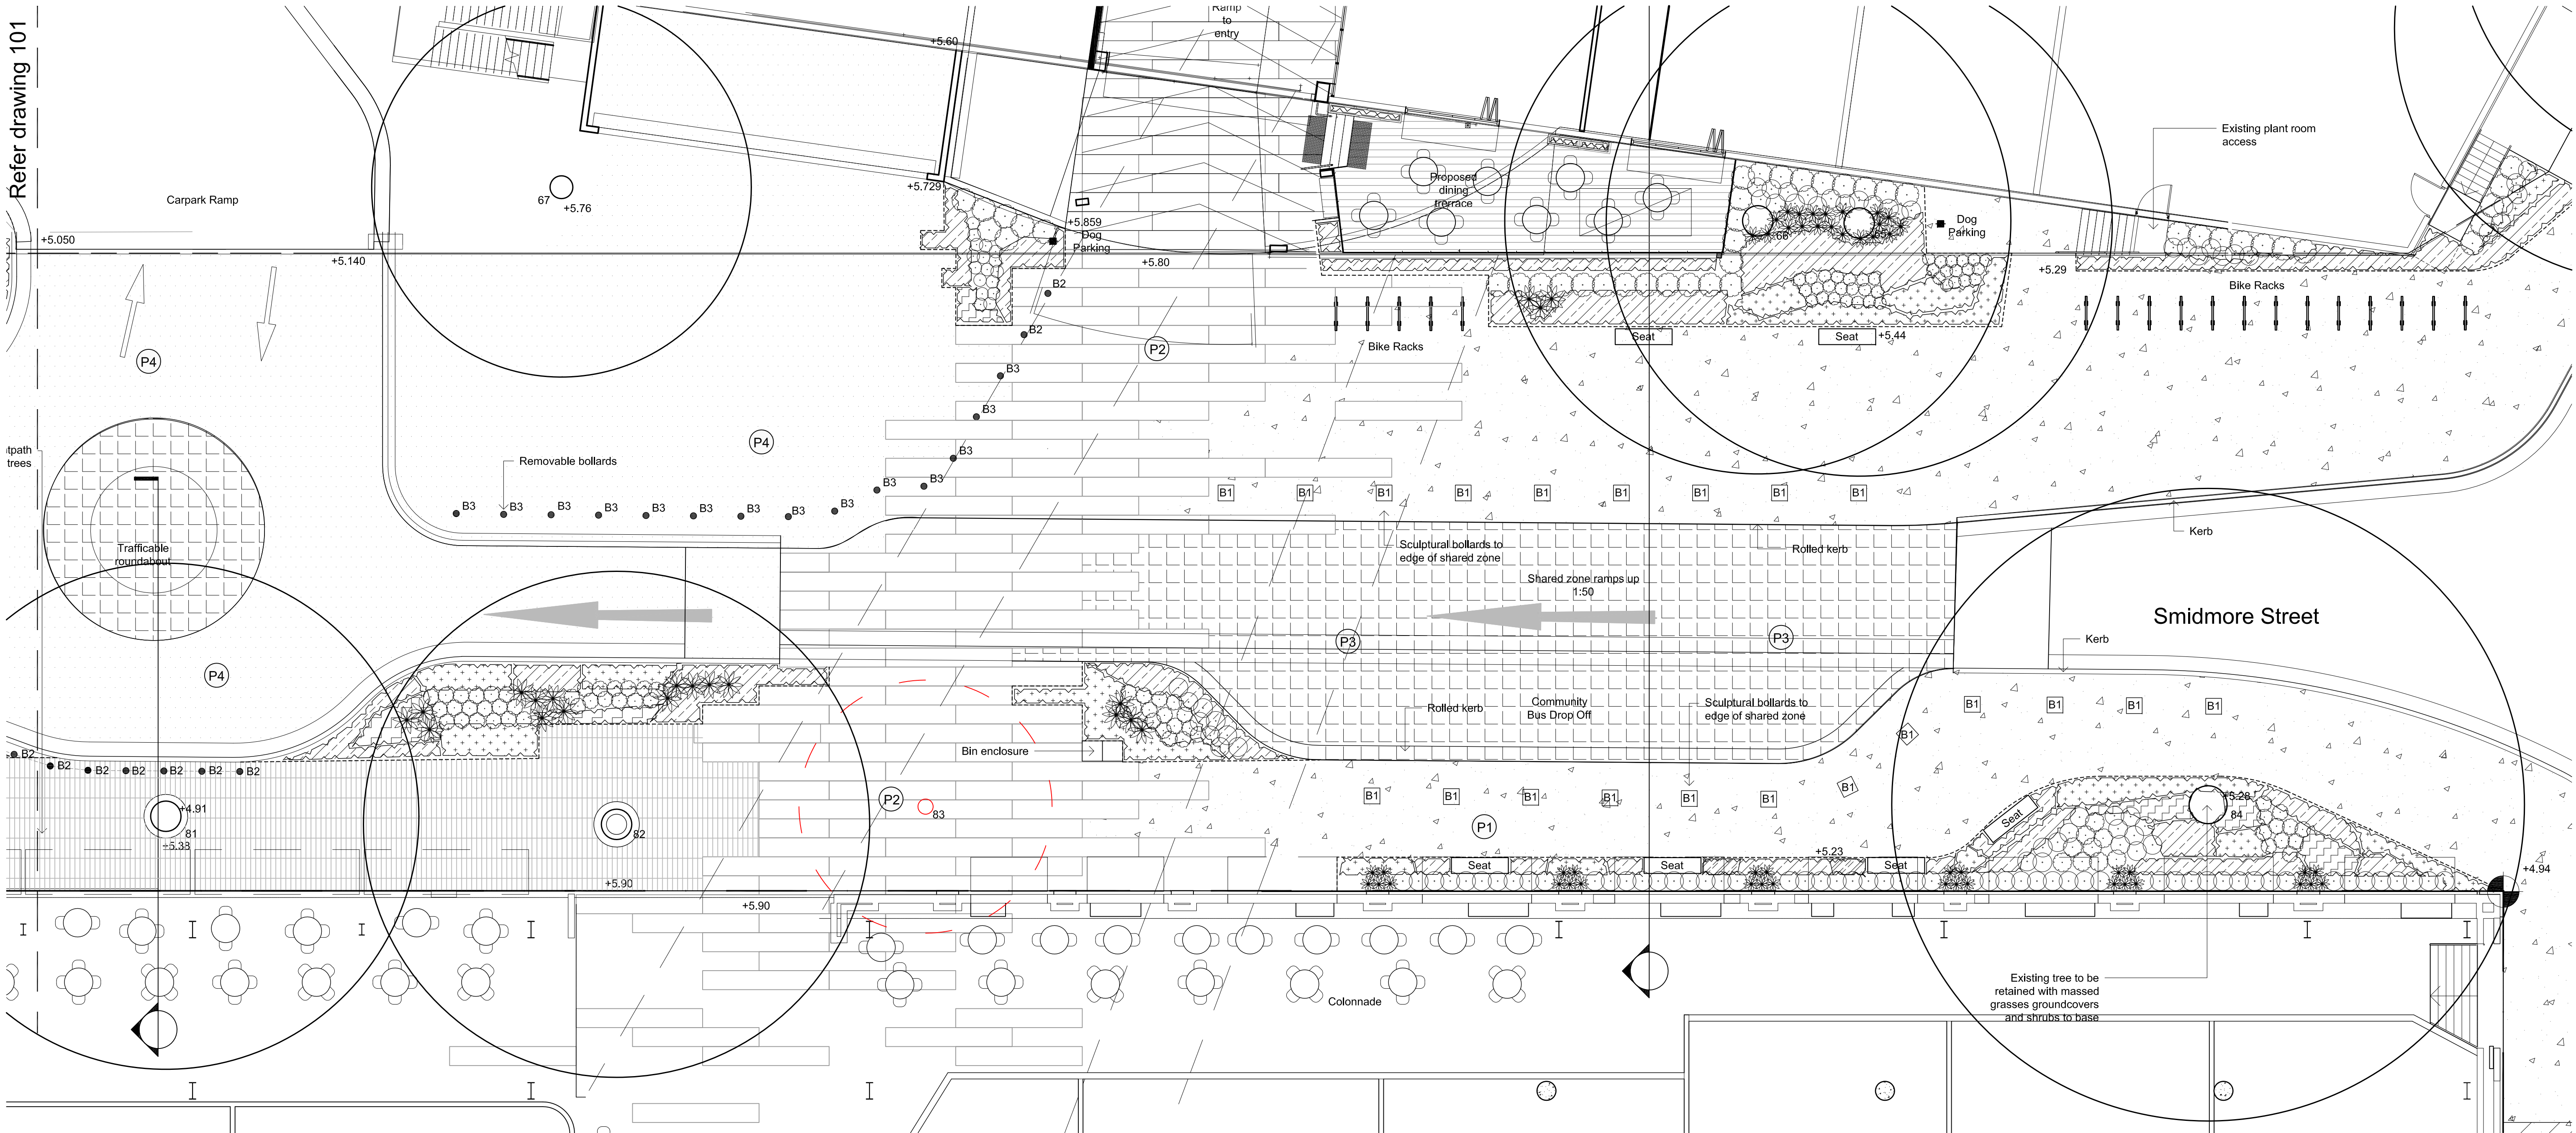 Refer drawing 101
Ramp
to
entry
+5.60
Carpark Ramp
67
+5.76
+5.729
+5.859
Dog
Parking
Proposed
dining
trerrace
Dog
Parking
Existing plant room
access
+5.050
+5.140
+5.80
+5.29
Bike Racks
Bike Racks
Seat
Seat
+5.44
B2
B2
B3
B3
B3
B3
B3
P4
P2
P4
tpath
trees
Removable bollards
B3
B3
B3
B3
B3
B3
B3
B3
B3
B1
B1
B1
B1
B1
B1
B1
B1
B1
Trafficable
roundabout
Sculptural bollards to
edge of shared zone
Rolled kerb
Kerb
Shared zone ramps up
1:50
Smidmore Street
P3
P3
Kerb
P4
Rolled kerb
Community
Bus Drop Off
Sculptural bollards to
edge of shared zone
B1
B1
B1
B1
B1
Bin enclosure
B2
B2
B2
B2
B2
B2
B2
+4.91
81
+5.38
82
P2
83
B1
B1
B1
B1
B1
B1
B1
P1
Seat
+5.28
84
Seat
Seat
+5.23
Seat
+4.94
+5.90
+5.90
Colonnade
Existing tree to be
retained with massed
grasses groundcovers
and shrubs to base